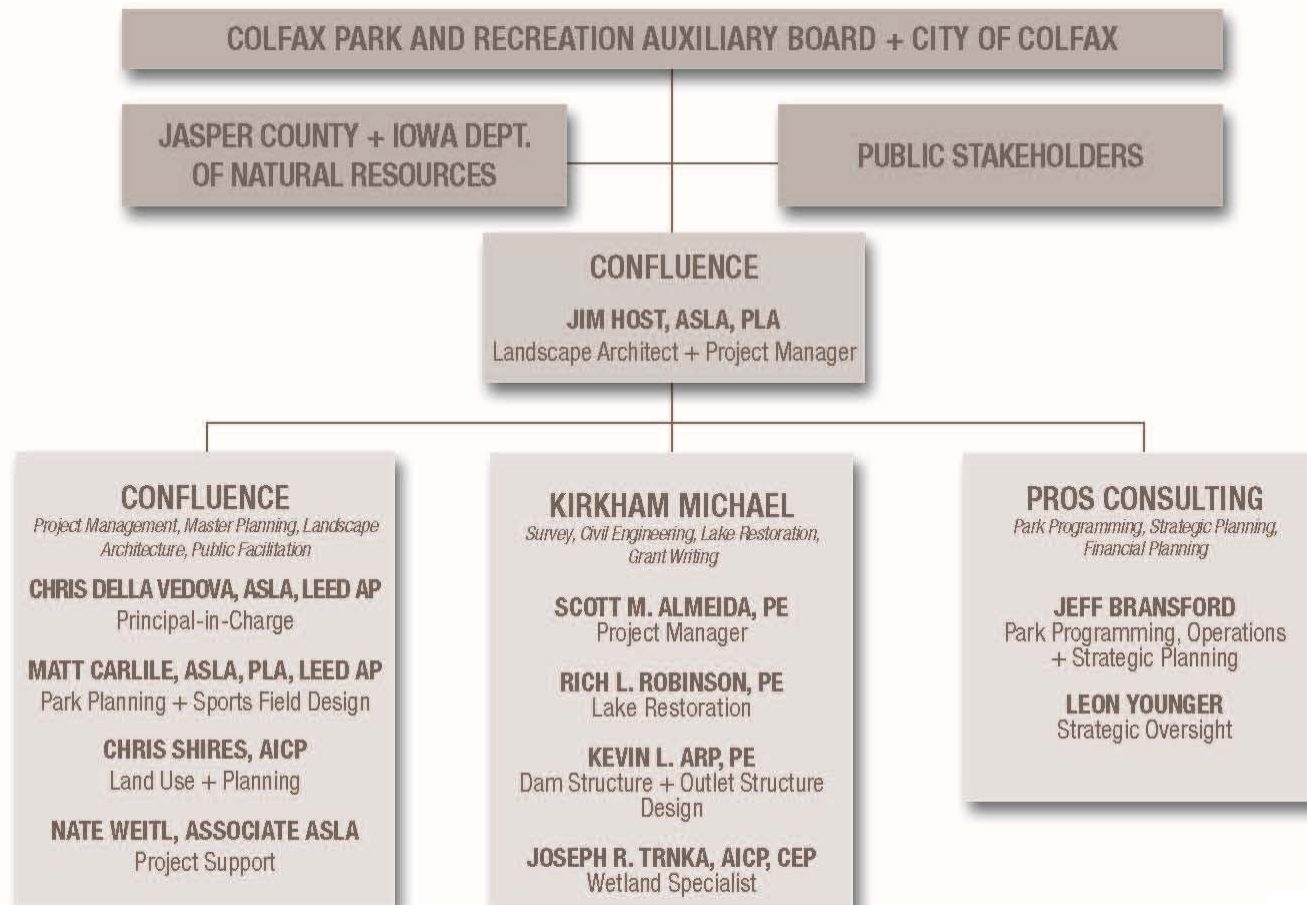 COLFAX PARK AND RECREATION AUXILIARY BOARD + CITY OF COLFAX
JASPER COUNTY + IOWA DEPT.
OF NATURAL RESOURCES
PUBLIC STAKEHOLDERS
CONFLUENCE
JIM HOST, ASLA, PLA
Landscape Architect + Project Manager
CONFLUENCE
Project Management, Master Planning, Landscape
Architecture, Public Facilitation
CHRIS DELLA VEDOVA, ASLA, LEED AP
Principal-in-Charge
MATT CARLILE, ASLA, PLA, LEED AP
Park Planning + Sports Field Design
CHRIS SHIRES, AICP
Land Use + Planning
NATE WEITL, ASSOCIATE ASLA
Project Support
KIRKHAM MICHAEL
Survey, Civil Engineering, Lake Restoration,
Grant Writing
SCOTT M. ALMEIDA, PE
Project Manager
RICH L. ROBINSON, PE
Lake Restoration
KEVIN L. ARP, PE
Dam Structure + Outlet Structure
Design
JOSEPH R. TRNKA, AICP, CEP
Wetland Specialist
PROS CONSULTING
Park Programming, Strategic Planning,
Financial Planning
JEFF BRANSFORD
Park Programming, Operations
+ Strategic Planning
LEON YOUNGER
Strategic Oversight